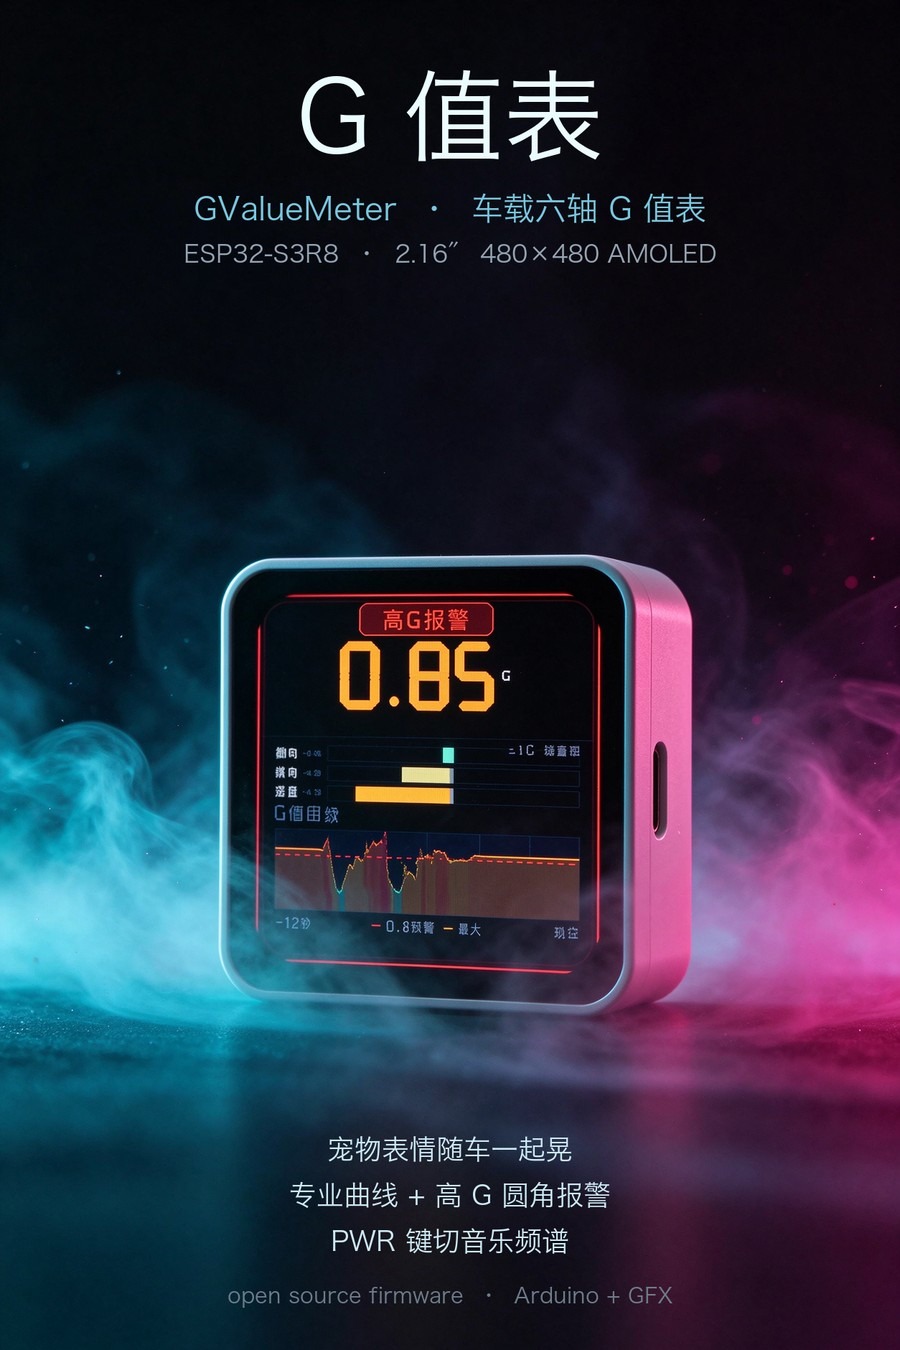 G 值表
GValueMeter · 车载六轴 G 值表
ESP32-S3R8 · 2.16″ 480×480 AMOLED
高G报警
0.85 G
G值曲线
-12秒 0.8预警 最大
宠物表情随车一起晃
专业曲线 + 高 G 圆角报警
PWR 键切音乐频谱
open source firmware · Arduino + GFX